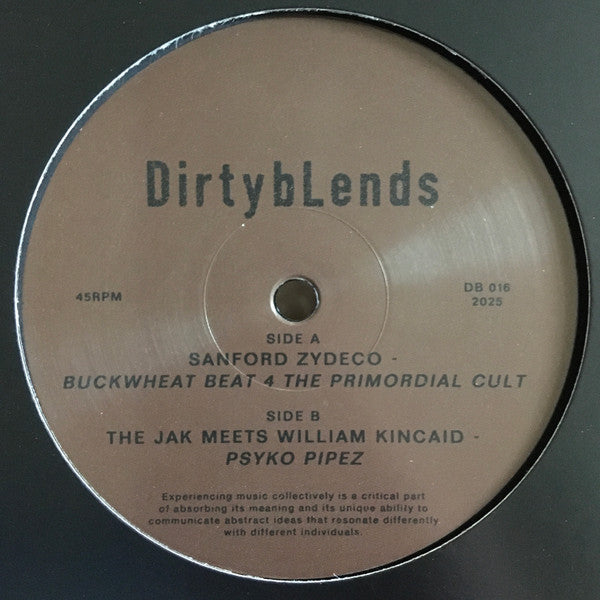 DirtybLends
45RPM
DB 016
2025
SIDE A
SANFORD ZYDECO -
BUCKWHEAT BEAT 4 THE PRIMORDIAL CULT
SIDE B
THE JAK MEETS WILLIAM KINCAID -
PSYKO PIPEZ
Experiencing music collectively is a critical part
of absorbing its meaning and its unique ability to
communicate abstract ideas that resonate differently
with different individuals.